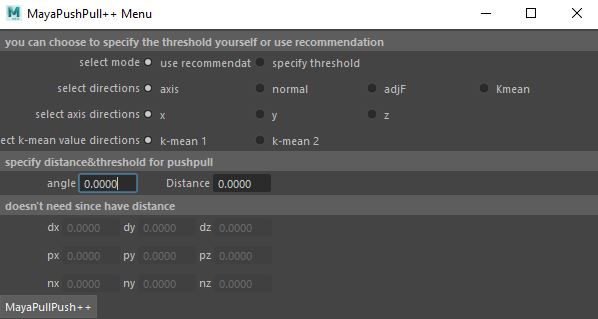 MayaPushPull++ Menu
you can choose to specify the threshold yourself or use recommendation
select mode use recommendat specify threshold
select directions axis normal adjF Kmean
select axis directions x y z
ect k-mean value directions k-mean 1 k-mean 2
specify distance&threshold for pushpull
angle 0.0000 Distance 0.0000
doesn't need since have distance
dx 0.0000 dy 0.0000 dz 0.0000
px 0.0000 py 0.0000 pz 0.0000
nx 0.0000 ny 0.0000 nz 0.0000
MayaPullPush++